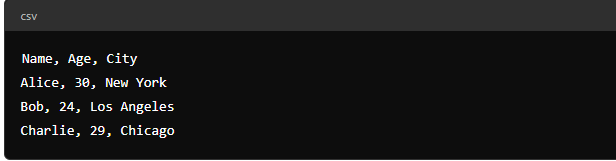 csv
Name, Age, City
Alice, 30, New York
Bob, 24, Los Angeles
Charlie, 29, Chicago